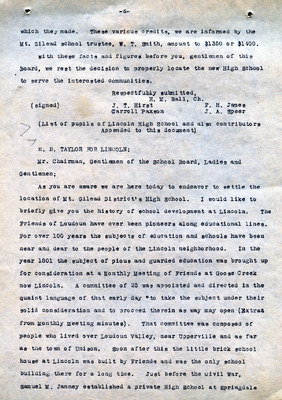 -6-
which they made. These various credits, we are informed by the
Mt. Gilead school trustee, W. T. Smith, amount to $1350 or $1400.
With these facts and figures before you, gentlemen of this
Board, we rest the decision to properly locate the new High School
to serve the interested communities.
Respectfully submitted,
H. M. Ball, Ch.
(signed) J. T. Hirst F. H. James
Carroll Paxson J. A. Speer
(List of pupils of Lincoln High School and also contributors
Appended to this document)
H. B. TAYLOR FOR LINCOLN:
Mr. Chairman, Gentlemen of the School Board, Ladies and
Gentlemen:
As you are aware we are here today to endeavor to settle the
location of Mt. Gilead District's High School. I would like to
briefly give you the history of school development at Lincoln. The
Friends of Loudoun have ever been pioneers along educational lines.
For over 100 years the subjects of education and schools have been
near and dear to the people of the Lincoln neighborhood. In the
year 1801 the subject of pious and guarded education was brought up
for consideration at a Monthly Meeting of Friends at Goose Creek
now Lincoln. A committee of 25 was appointed and directed in the
quaint language of that early day "to take the subject under their
solid consideration and to proceed therein as way may open (Extract
from Monthly Meeting minutes). That committee was composed of
people who lived over Loudoun Valley, near Upperville and as far
as the town of Unison. Soon after this the little brick school
house at Lincoln was built by Friends and was the only school
building there for a long time. Just before the Civil War,
Samuel M. Janney established a private High School at Springdale